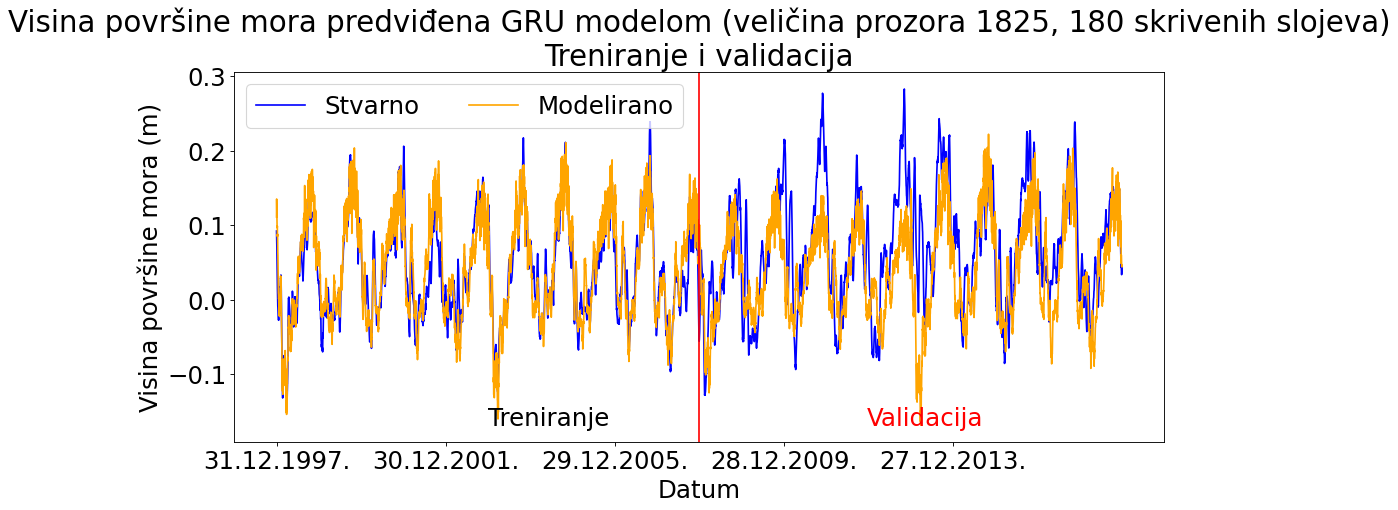 Visina površine mora predviđena GRU modelom (veličina prozora 1825, 180 skrivenih slojeva)
Treniranje i validacija
Stvarno
Modelirano
Visina površine mora (m)
0.3
0.2
0.1
0.0
−0.1
Treniranje
Validacija
31.12.1997.
30.12.2001.
29.12.2005.
28.12.2009.
27.12.2013.
Datum